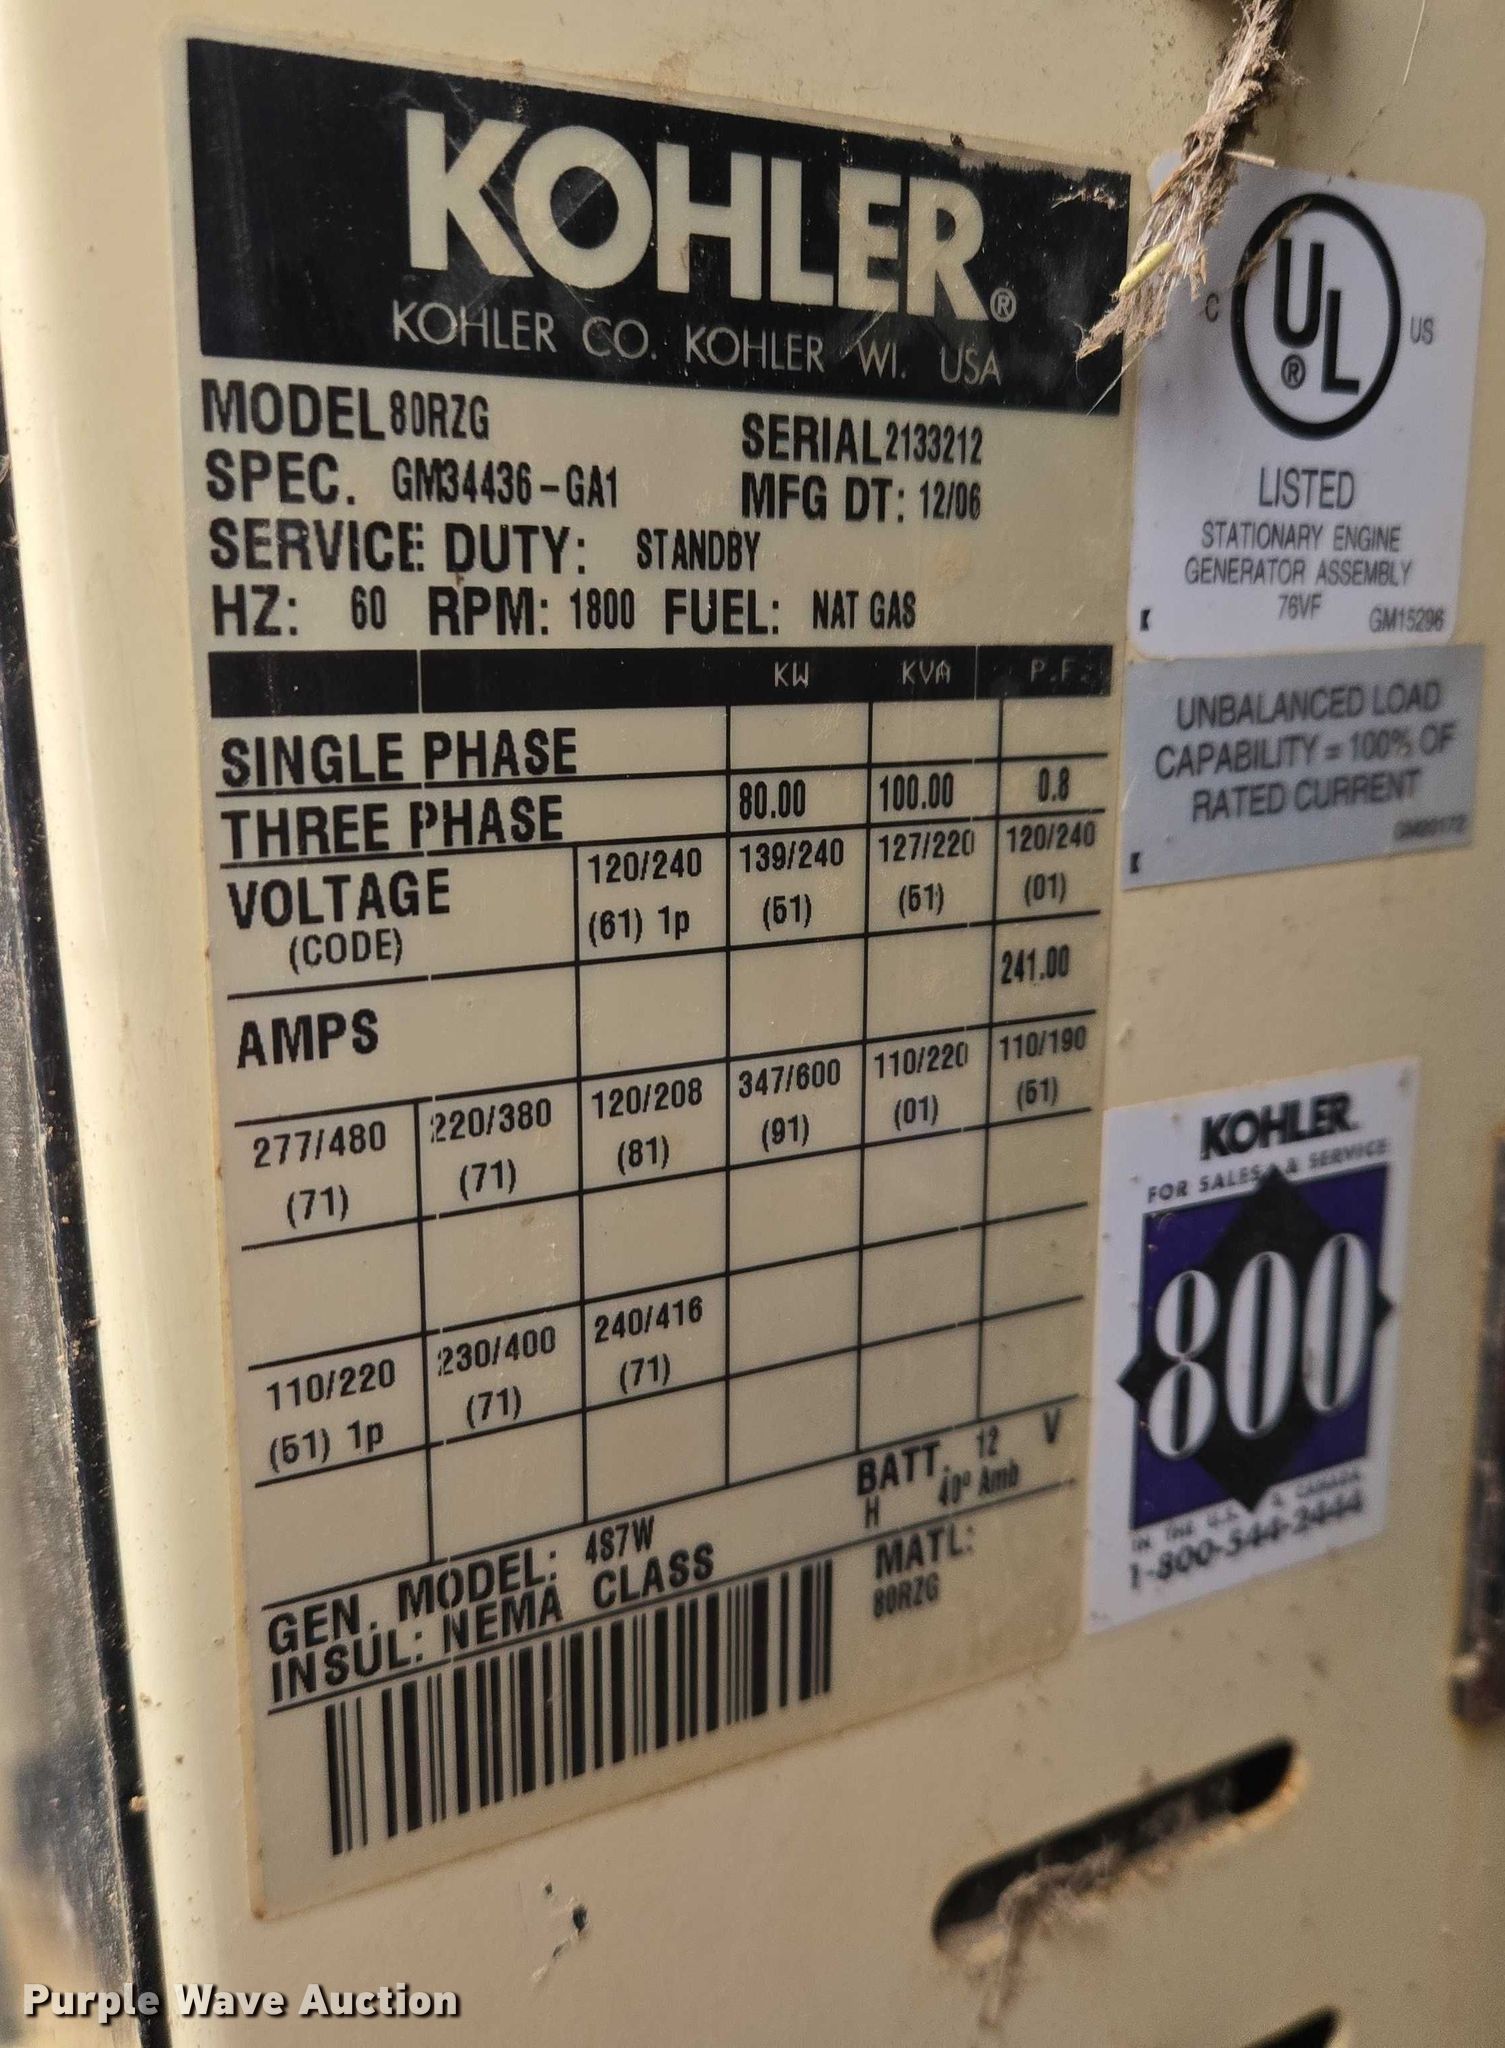 KOHLER®
KOHLER CO. KOHLER WI. USA
MODEL 80RZG
SERIAL 2133212
SPEC. GM34436-GA1
MFG DT: 12/06
SERVICE DUTY: STANDBY
HZ: 60 RPM: 1800 FUEL: NAT GAS
KW KVA P.F.
SINGLE PHASE
THREE PHASE 80.00 100.00 0.8
VOLTAGE 120/240 139/240 127/220 120/240
(CODE) (61) 1p (51) (51) (01)
AMPS 241.00
277/480 220/380 120/208 347/600 110/220 110/190
(71) (71) (81) (91) (01) (51)
110/220 230/400 240/416
(51) 1p (71) (71)
GEN. MODEL: 4S7W BATT. 12 V
INSUL: NEMA CLASS H 40° Amb
MATL:
80RZG
C UL® US
LISTED
STATIONARY ENGINE
GENERATOR ASSEMBLY
76VF
K GM15296
UNBALANCED LOAD
CAPABILITY = 100% OF
RATED CURRENT
K
KOHLER
FOR SALES & SERVICE
800
IN THE U.S. & CANADA
1-800-544-2444
Purple Wave Auction